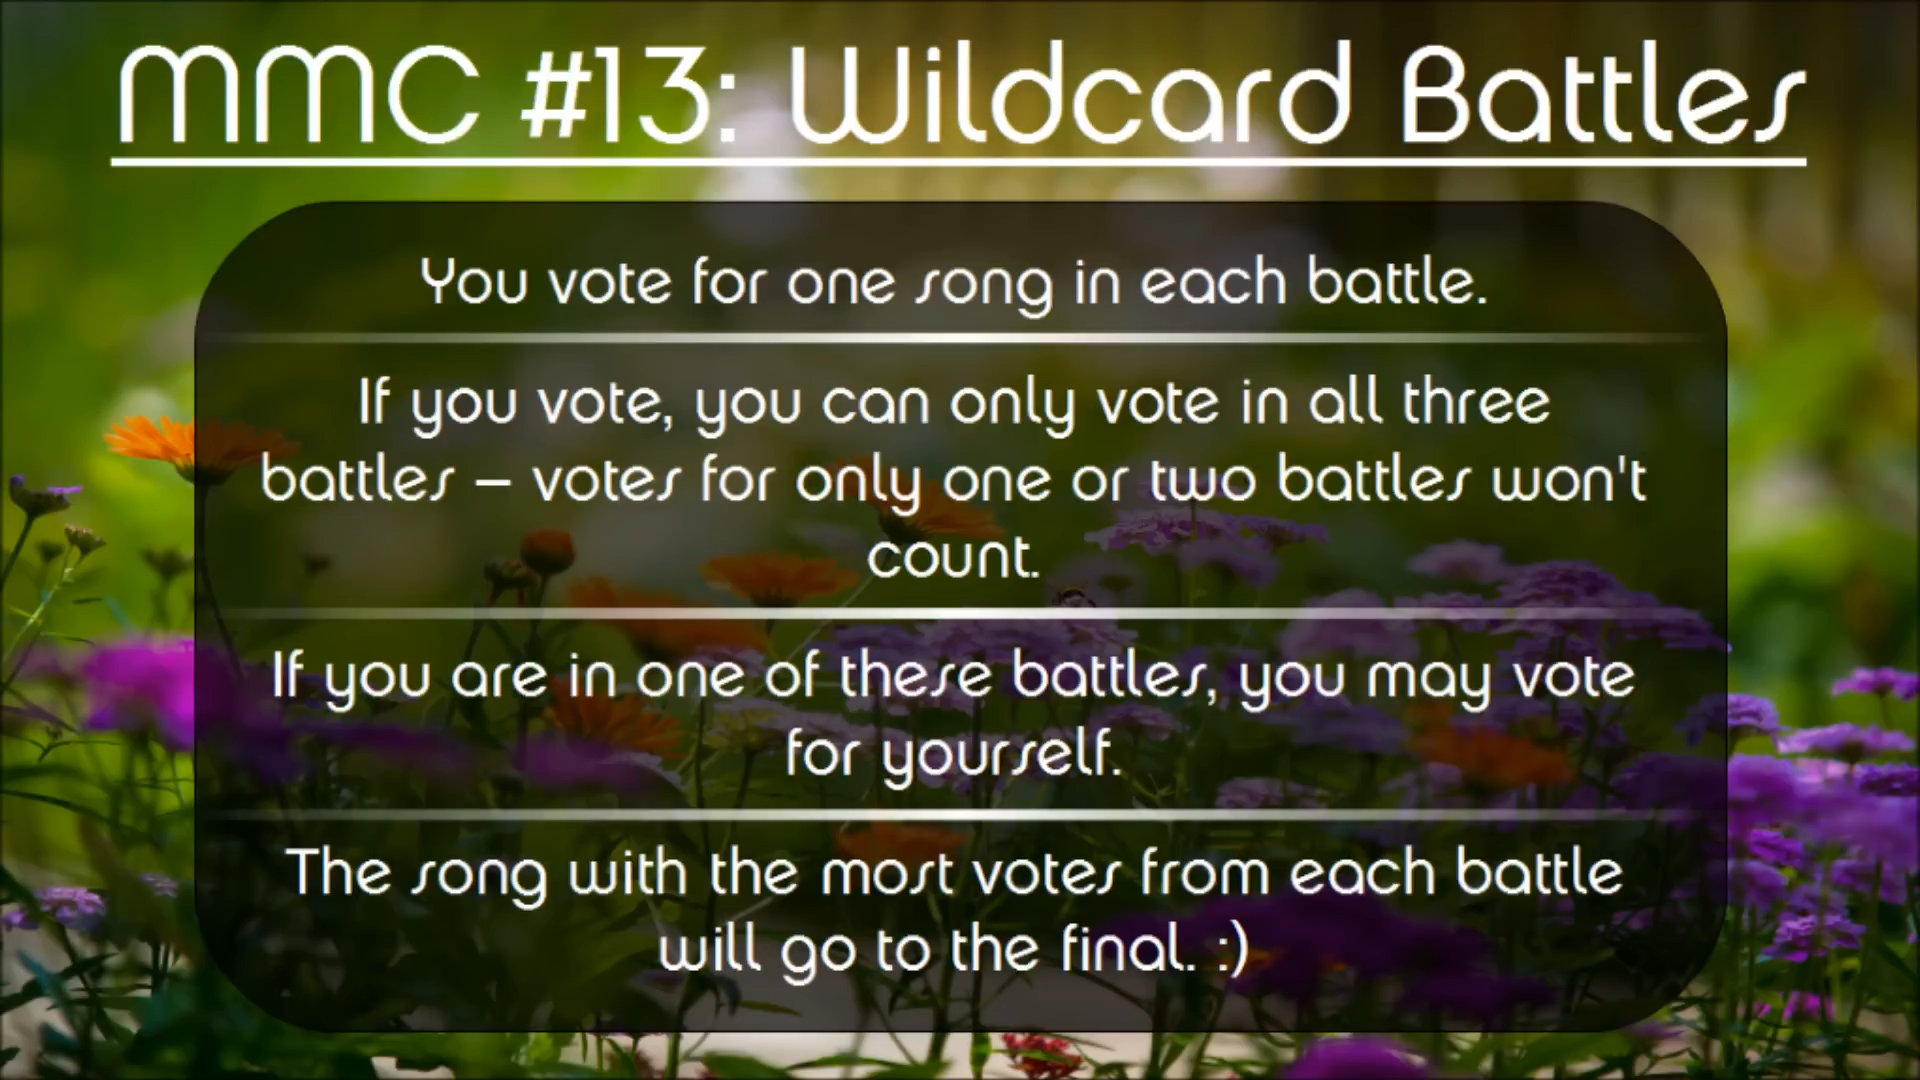 MMC #13: Wildcard Battles
You vote for one song in each battle.
If you vote, you can only vote in all three
battles – votes for only one or two battles won't
count.
If you are in one of these battles, you may vote
for yourself.
The song with the most votes from each battle
will go to the final. :)